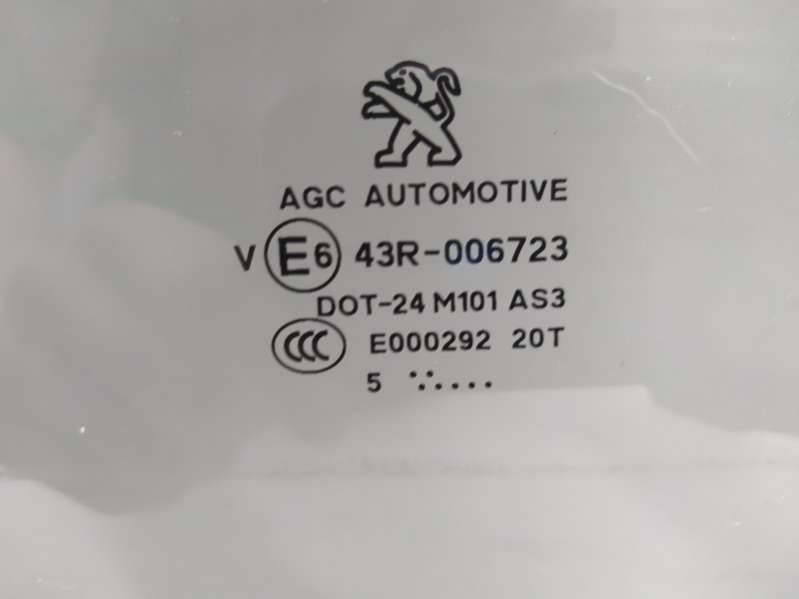 AGC AUTOMOTIVE
V E6 43R-006723
DOT-24 M101 AS3
CCC E000292 20T
5 ··.....